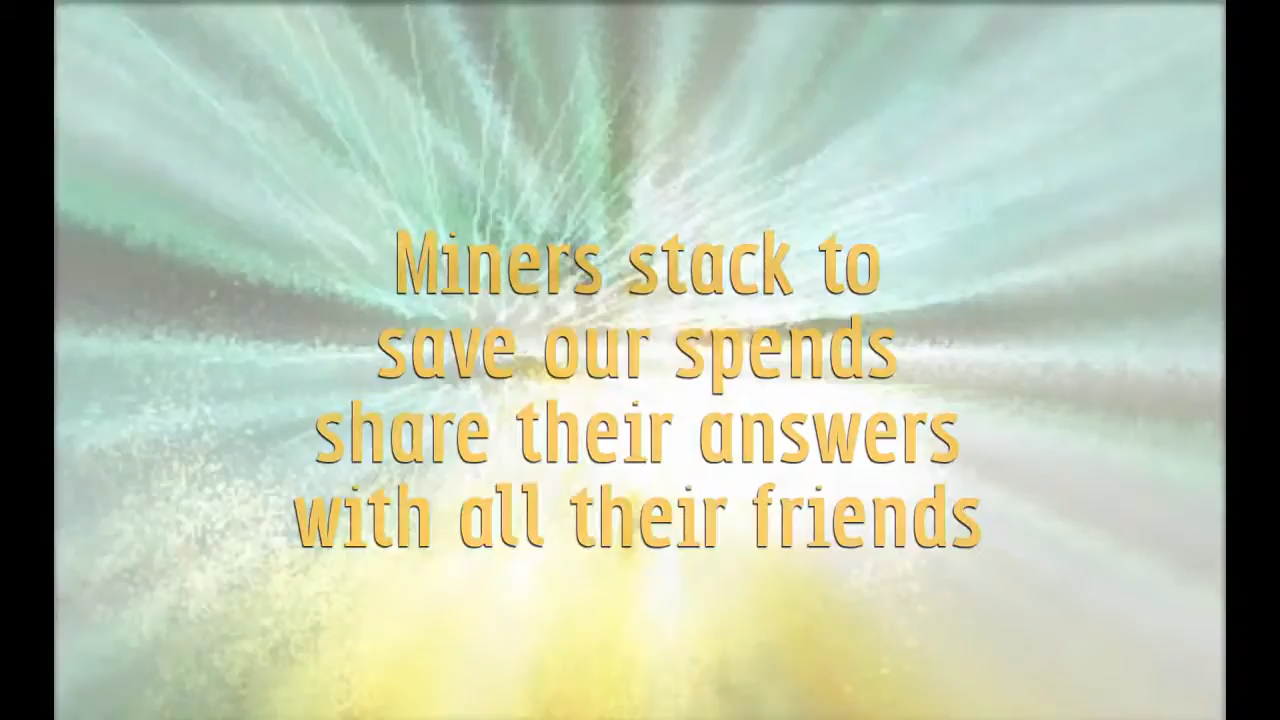 Miners stack to
save our spends
share their answers
with all their friends